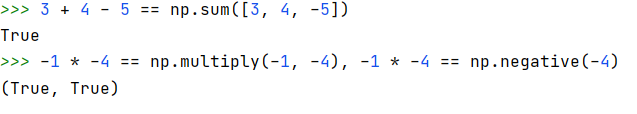 >>> 3 + 4 - 5 == np.sum([3, 4, -5])
True
>>> -1 * -4 == np.multiply(-1, -4), -1 * -4 == np.negative(-4)
(True, True)